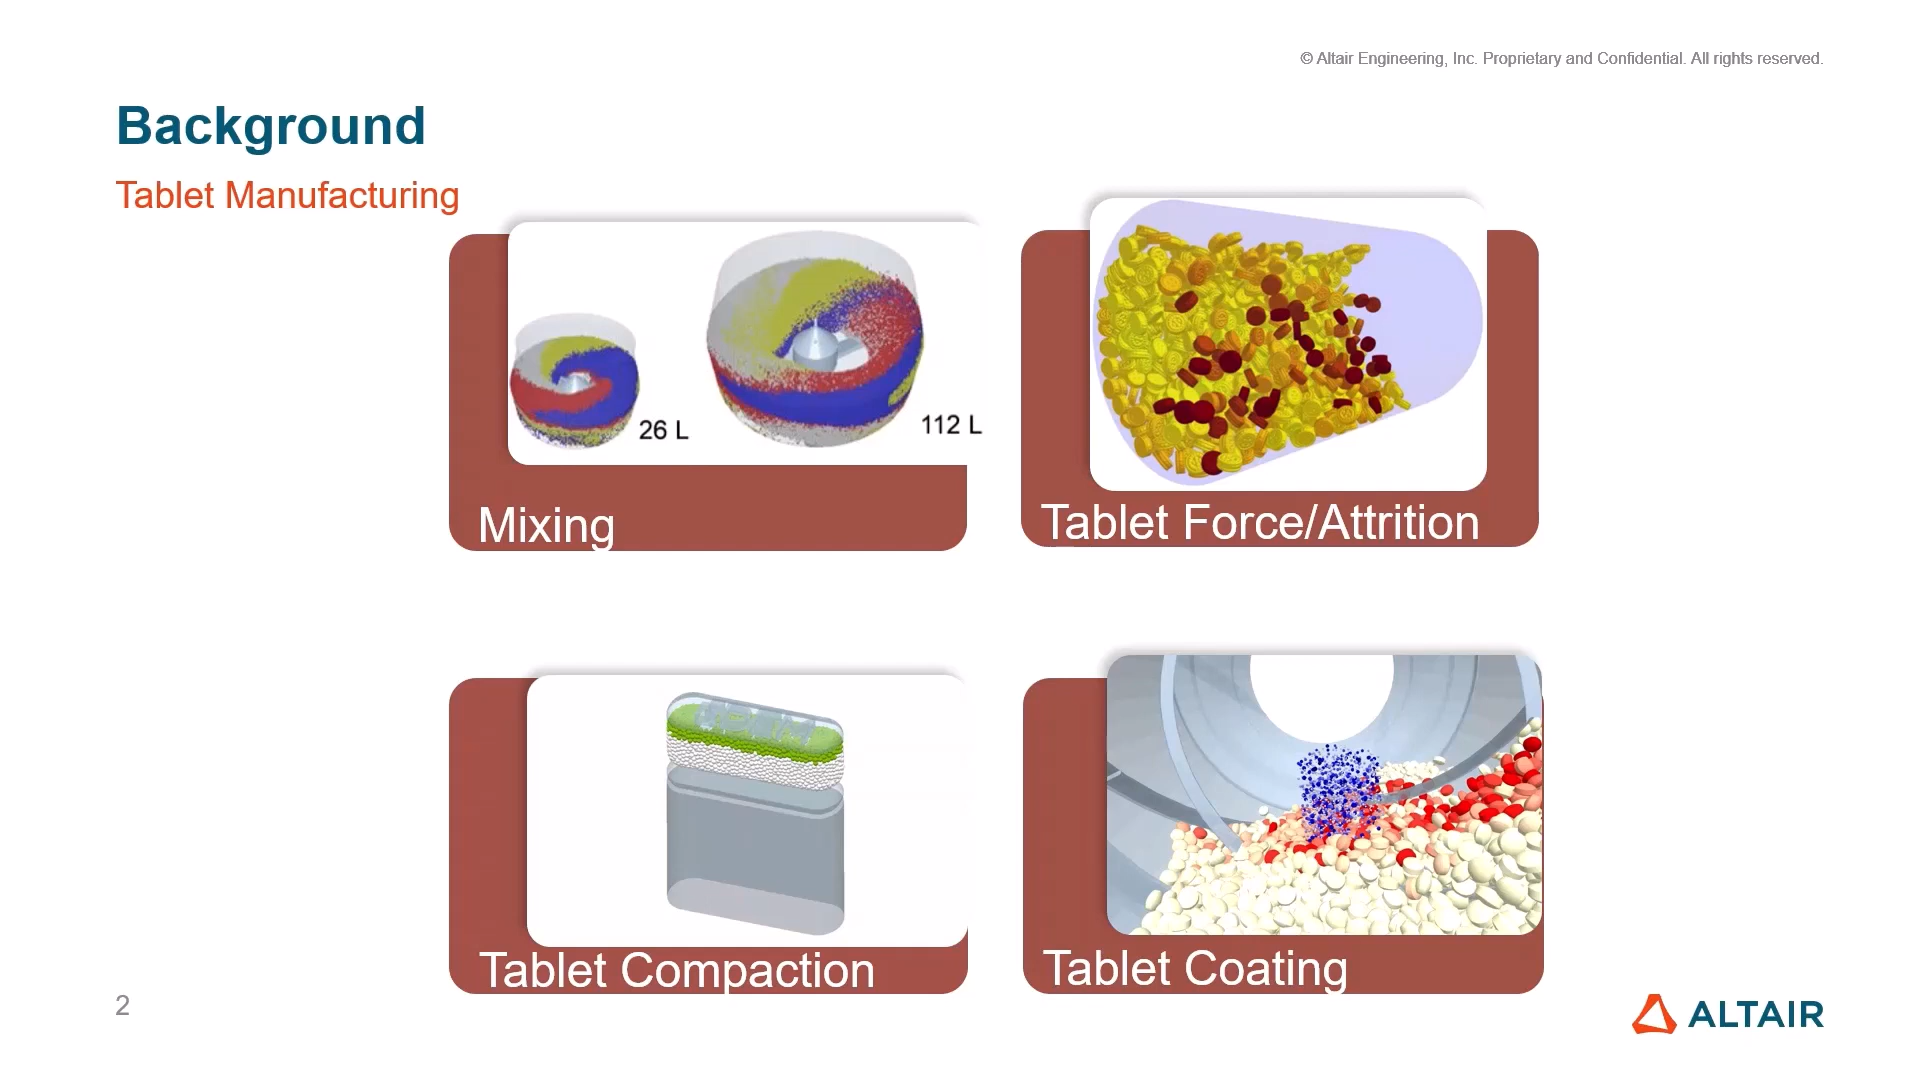 © Altair Engineering, Inc. Proprietary and Confidential. All rights reserved.
Background
Tablet Manufacturing
26 L
112 L
Mixing
Tablet Force/Attrition
Tablet Compaction
Tablet Coating
2
ALTAIR